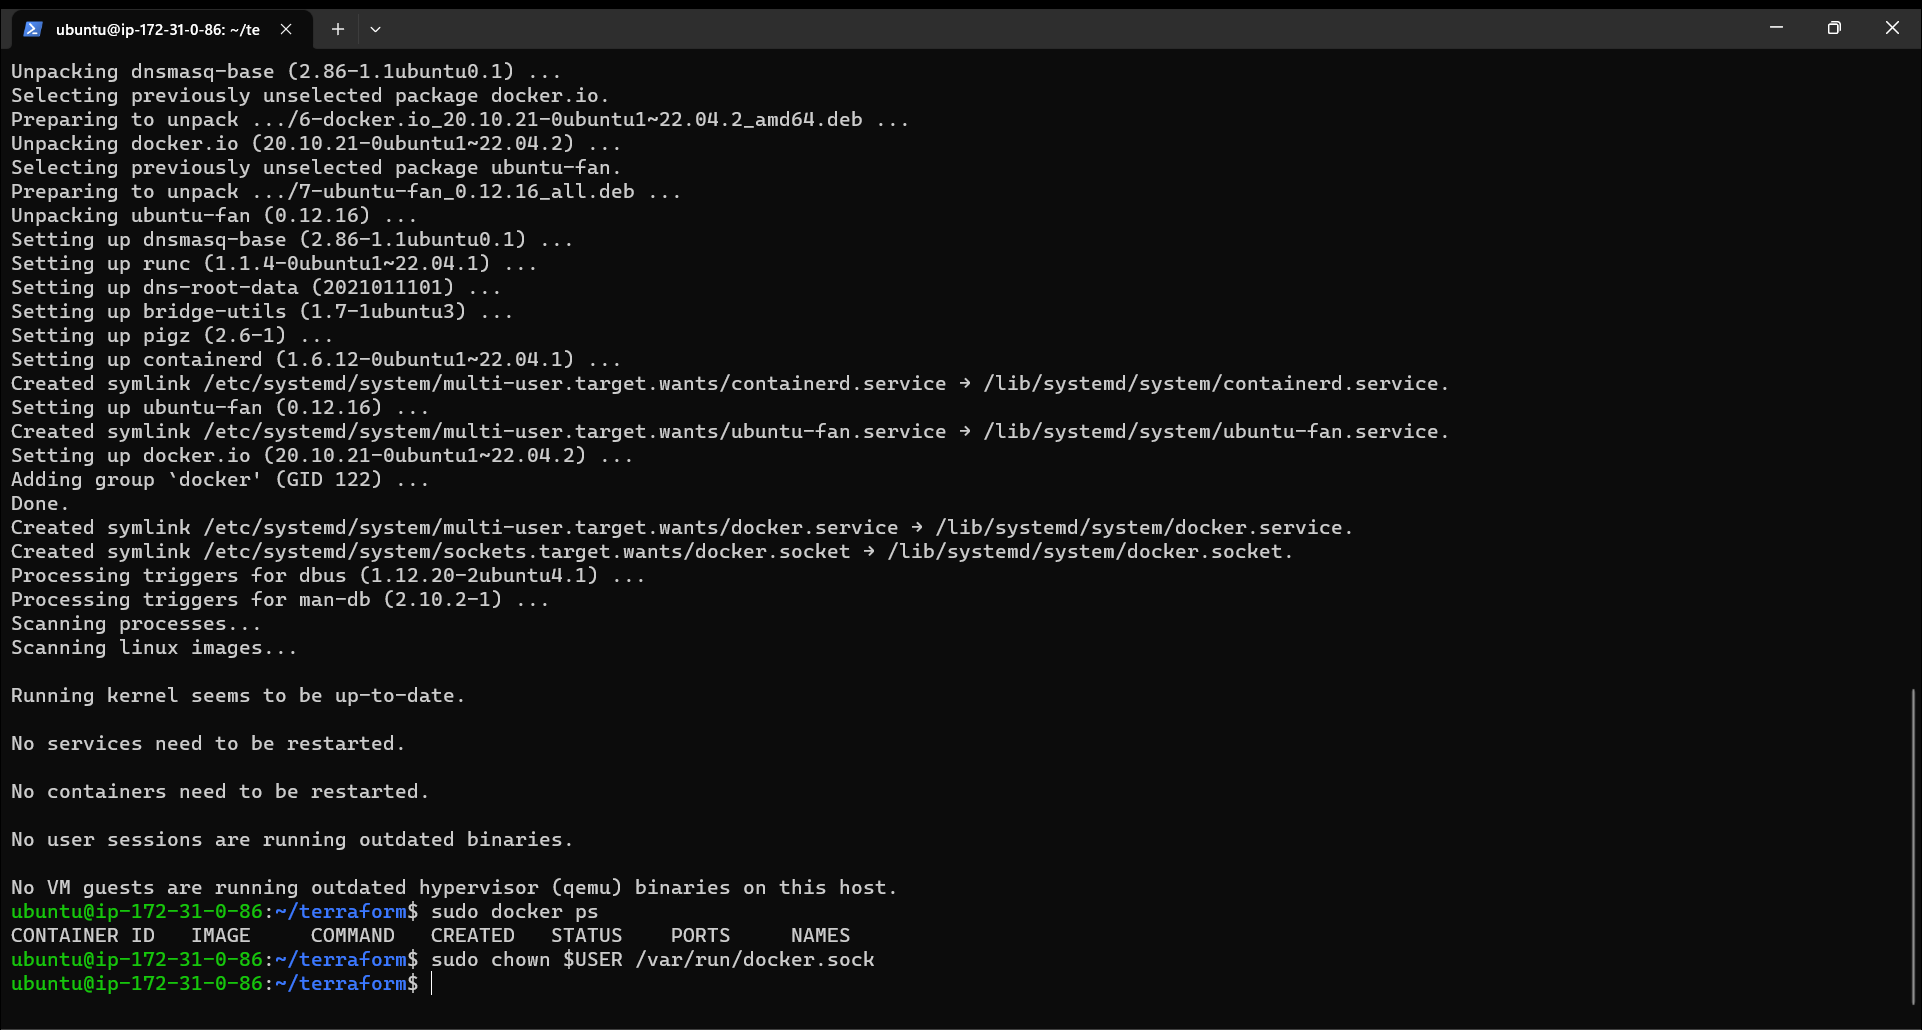 ubuntu@ip-172-31-0-86: ~/te
Unpacking dnsmasq-base (2.86-1.1ubuntu0.1) ...
Selecting previously unselected package docker.io.
Preparing to unpack .../6-docker.io_20.10.21-0ubuntu1~22.04.2_amd64.deb ...
Unpacking docker.io (20.10.21-0ubuntu1~22.04.2) ...
Selecting previously unselected package ubuntu-fan.
Preparing to unpack .../7-ubuntu-fan_0.12.16_all.deb ...
Unpacking ubuntu-fan (0.12.16) ...
Setting up dnsmasq-base (2.86-1.1ubuntu0.1) ...
Setting up runc (1.1.4-0ubuntu1~22.04.1) ...
Setting up dns-root-data (2021011101) ...
Setting up bridge-utils (1.7-1ubuntu3) ...
Setting up pigz (2.6-1) ...
Setting up containerd (1.6.12-0ubuntu1~22.04.1) ...
Created symlink /etc/systemd/system/multi-user.target.wants/containerd.service → /lib/systemd/system/containerd.service.
Setting up ubuntu-fan (0.12.16) ...
Created symlink /etc/systemd/system/multi-user.target.wants/ubuntu-fan.service → /lib/systemd/system/ubuntu-fan.service.
Setting up docker.io (20.10.21-0ubuntu1~22.04.2) ...
Adding group `docker' (GID 122) ...
Done.
Created symlink /etc/systemd/system/multi-user.target.wants/docker.service → /lib/systemd/system/docker.service.
Created symlink /etc/systemd/system/sockets.target.wants/docker.socket → /lib/systemd/system/docker.socket.
Processing triggers for dbus (1.12.20-2ubuntu4.1) ...
Processing triggers for man-db (2.10.2-1) ...
Scanning processes...
Scanning linux images...
Running kernel seems to be up-to-date.
No services need to be restarted.
No containers need to be restarted.
No user sessions are running outdated binaries.
No VM guests are running outdated hypervisor (qemu) binaries on this host.
ubuntu@ip-172-31-0-86:~/terraform$ sudo docker ps
CONTAINER ID   IMAGE     COMMAND   CREATED   STATUS    PORTS     NAMES
ubuntu@ip-172-31-0-86:~/terraform$ sudo chown $USER /var/run/docker.sock
ubuntu@ip-172-31-0-86:~/terraform$